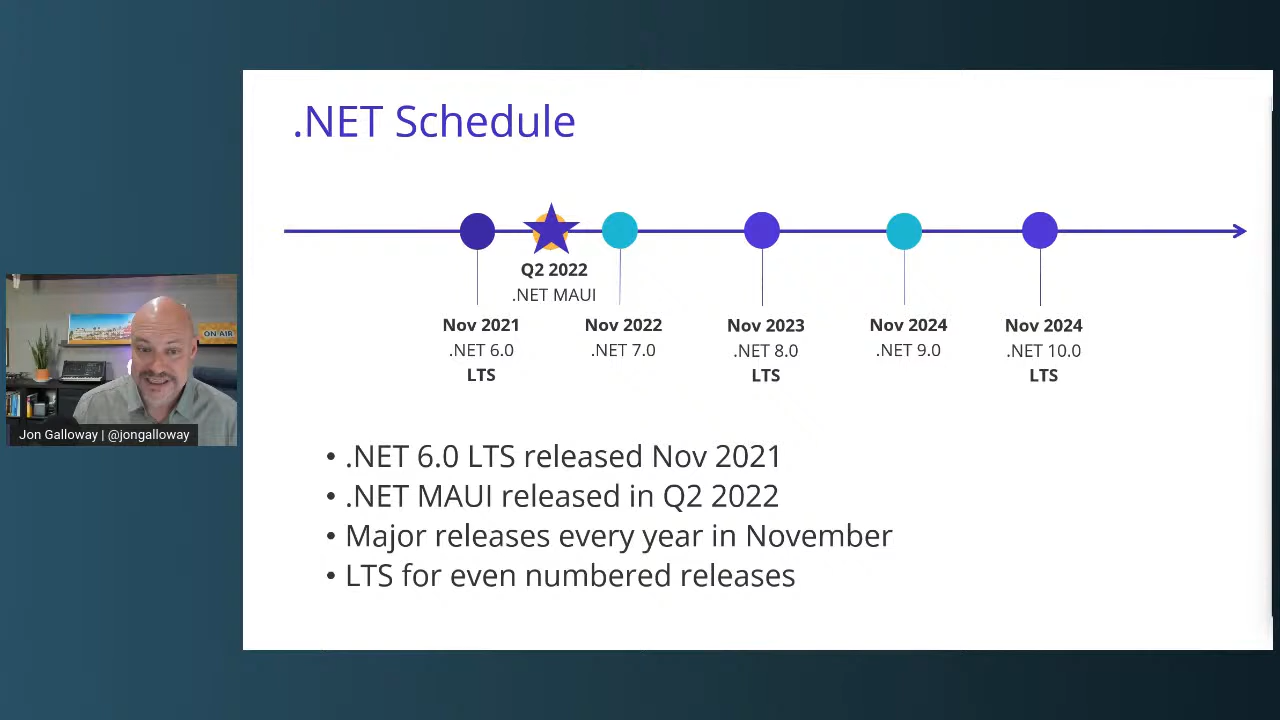 .NET Schedule
Q2 2022
.NET MAUI
Nov 2021
.NET 6.0
LTS
Nov 2022
.NET 7.0
Nov 2023
.NET 8.0
LTS
Nov 2024
.NET 9.0
Nov 2024
.NET 10.0
LTS
• .NET 6.0 LTS released Nov 2021
• .NET MAUI released in Q2 2022
• Major releases every year in November
• LTS for even numbered releases
ON AIR
Jon Galloway | @jongalloway